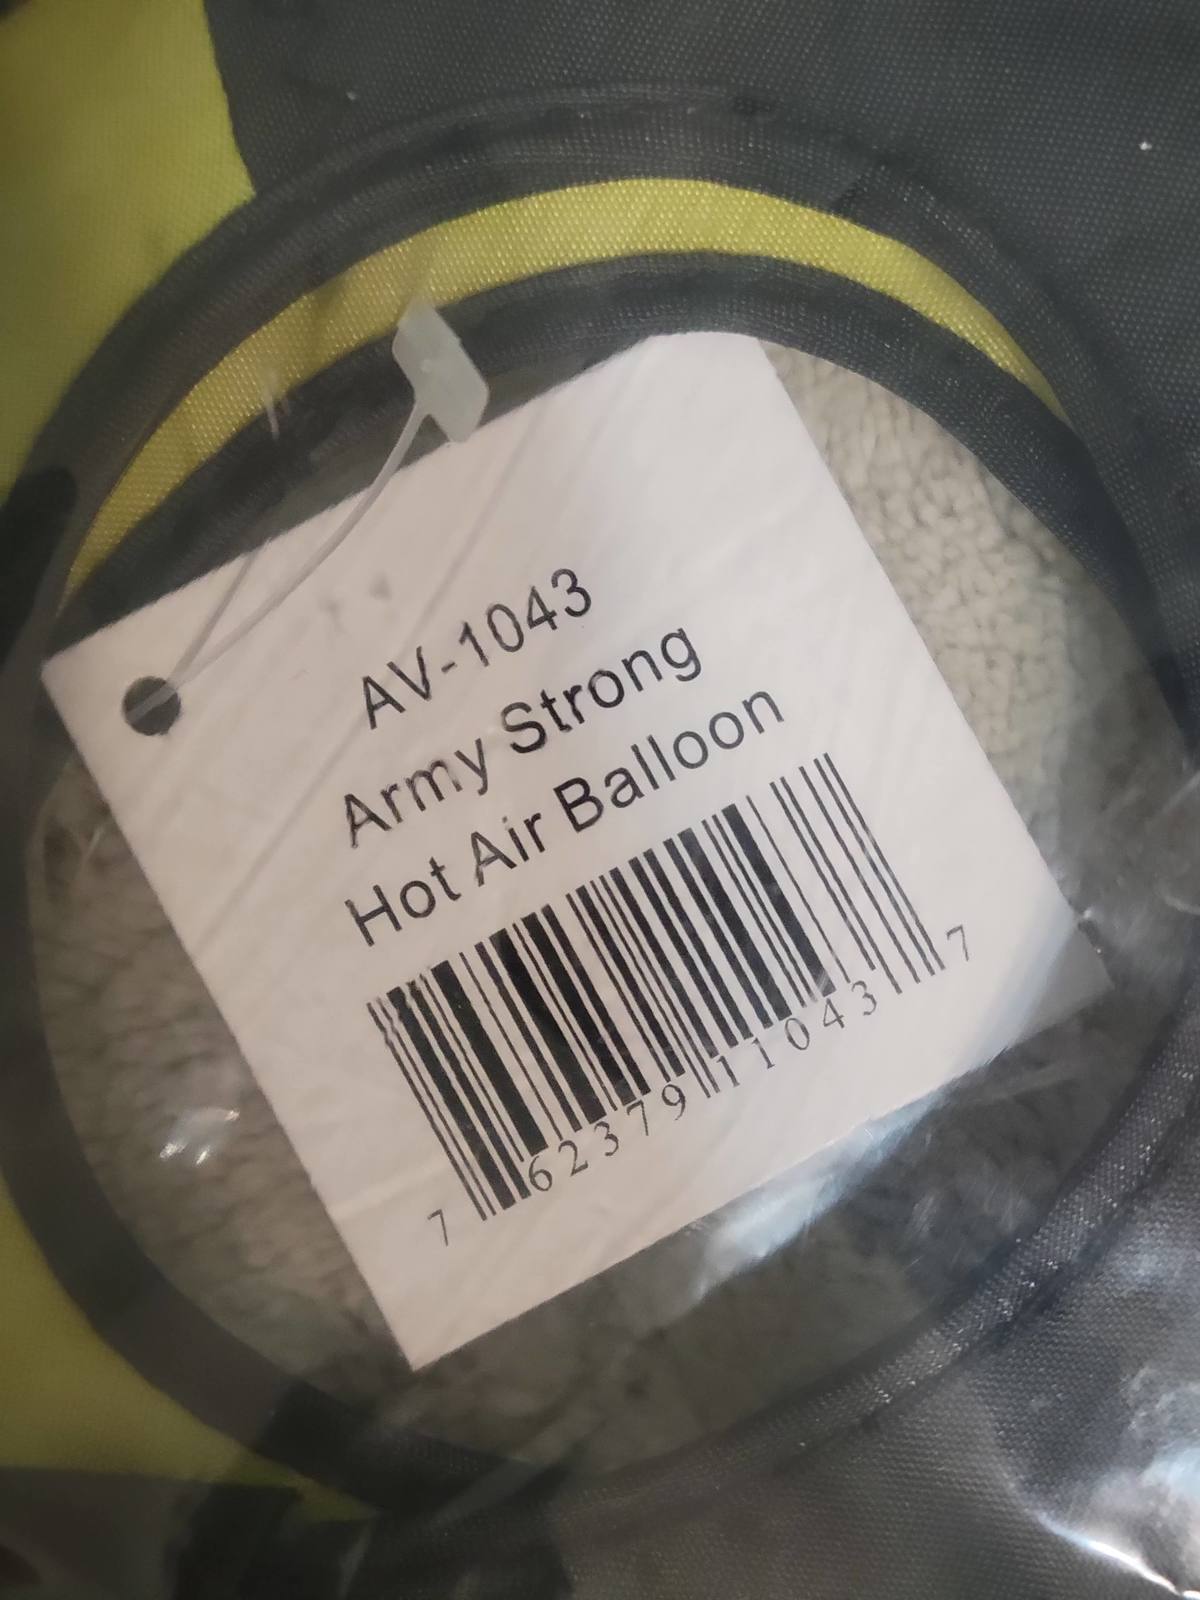 AV-1043
Army Strong
Hot Air Balloon
7 62379 11043 7